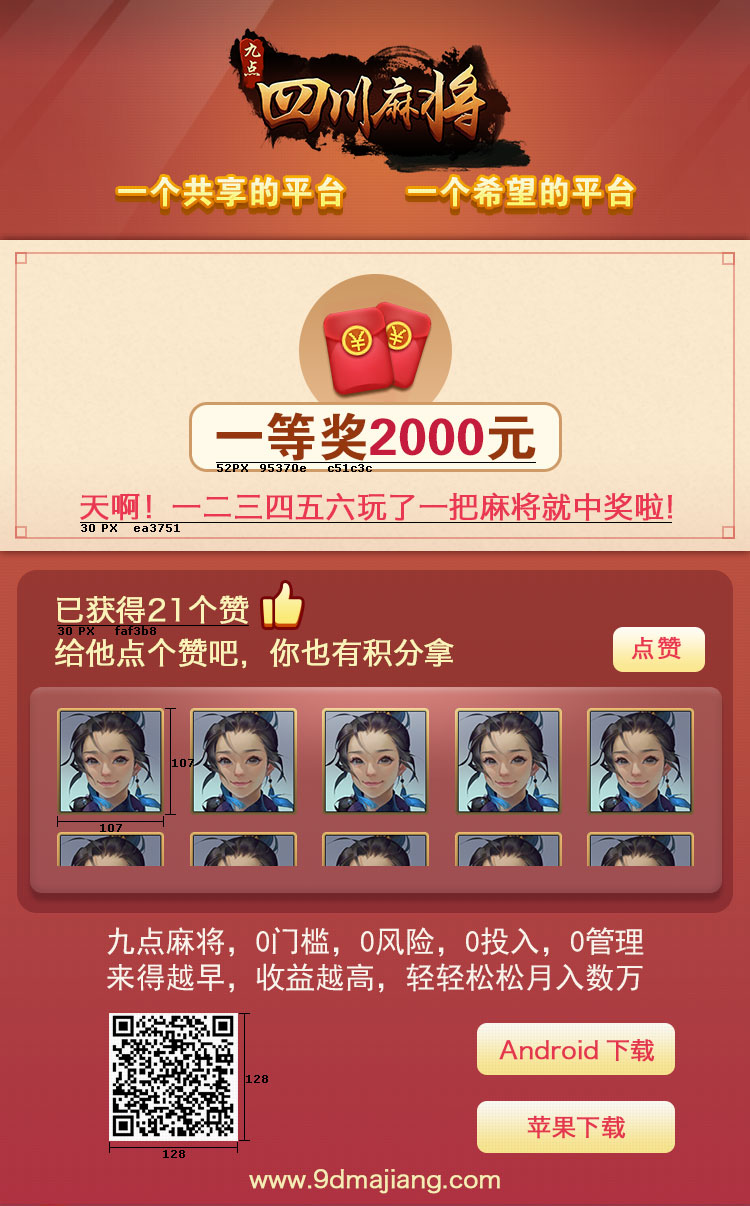 九点
四川麻将
一个共享的平台 一个希望的平台
一等奖2000元
52PX 95370e c51c3c
天啊！一二三四五六玩了一把麻将就中奖啦!
30 PX ea3751
已获得21个赞
30 PX faf3b8
给他点个赞吧，你也有积分拿
点赞
107
107
九点麻将，0门槛，0风险，0投入，0管理
来得越早，收益越高，轻轻松松月入数万
Android 下载
128
苹果下载
128
www.9dmajiang.com